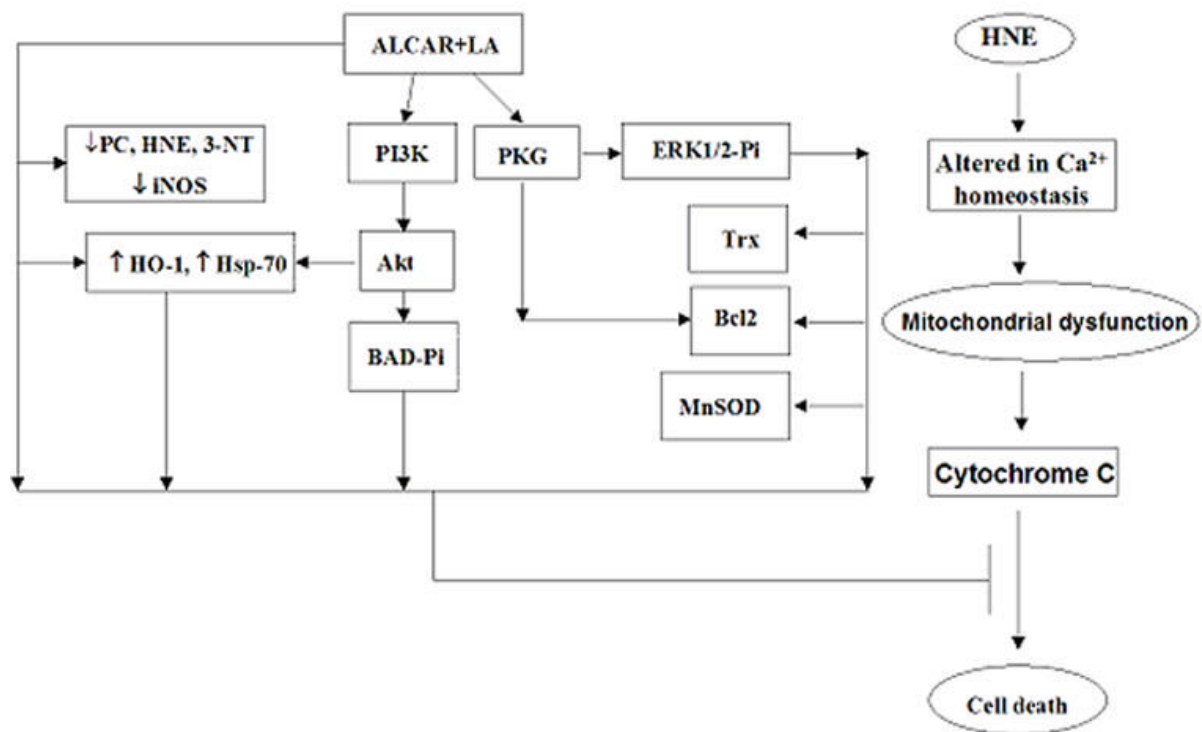 ALCAR+LA
HNE
↓PC, HNE, 3-NT
↓ iNOS
PI3K
PKG
ERK1/2-Pi
Altered in Ca²⁺
homeostasis
Trx
↑ HO-1, ↑ Hsp-70
Akt
Bcl2
Mitochondrial dysfunction
BAD-Pi
MnSOD
Cytochrome C
Cell death